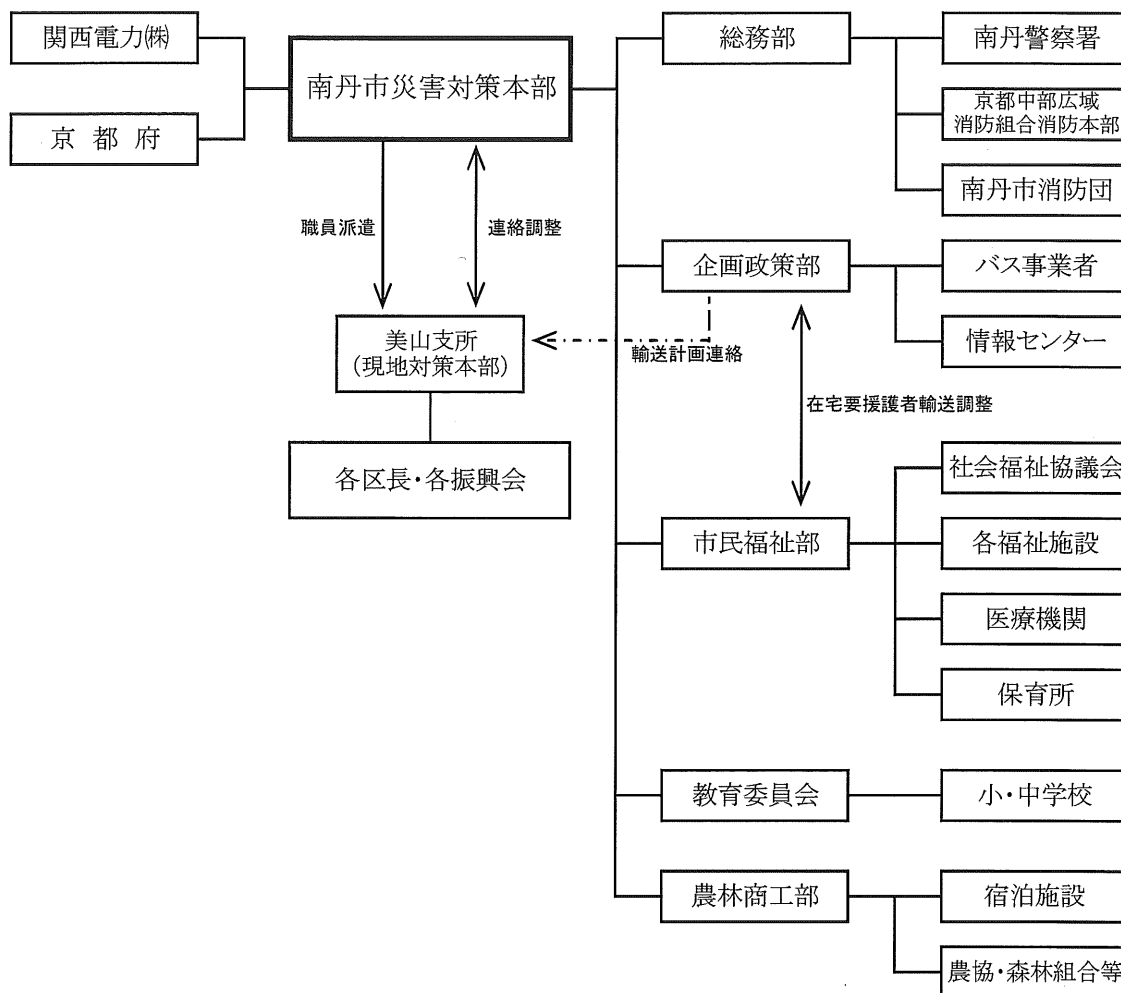 関西電力㈱
京都府
南丹市災害対策本部
職員派遣
連絡調整
美山支所
(現地対策本部)
各区長・各振興会
総務部
南丹警察署
京都中部広域
消防組合消防本部
南丹市消防団
企画政策部
バス事業者
情報センター
輸送計画連絡
在宅要援護者輸送調整
市民福祉部
社会福祉協議会
各福祉施設
医療機関
保育所
教育委員会
小・中学校
農林商工部
宿泊施設
農協・森林組合等